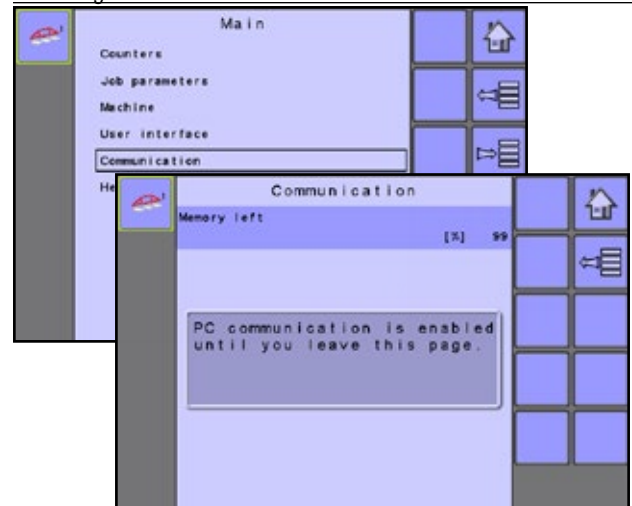 Main
Counters
Job parameters
Machine
User interface
Communication
He
Communication
Memory left
[%] 99
PC communication is enabled
until you leave this page.